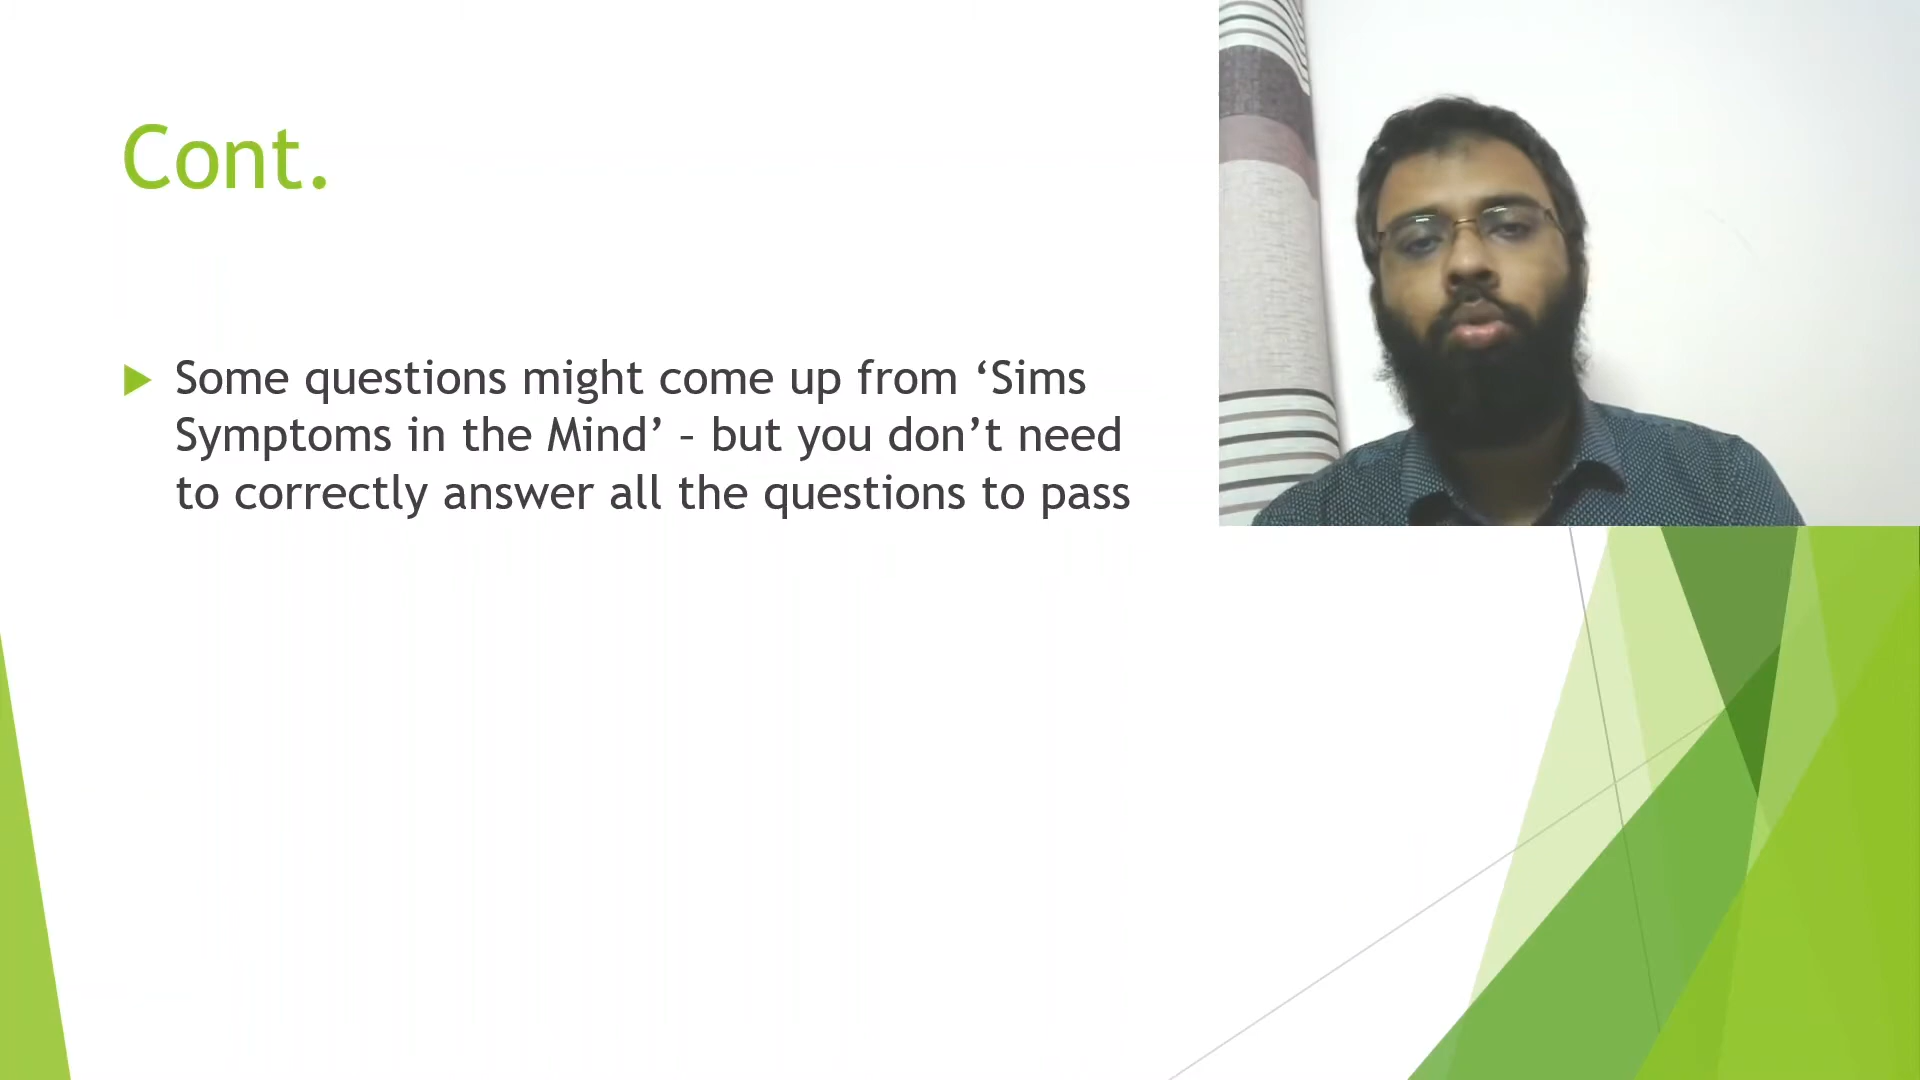 Cont.
Some questions might come up from ‘Sims
Symptoms in the Mind’ – but you don’t need
to correctly answer all the questions to pass